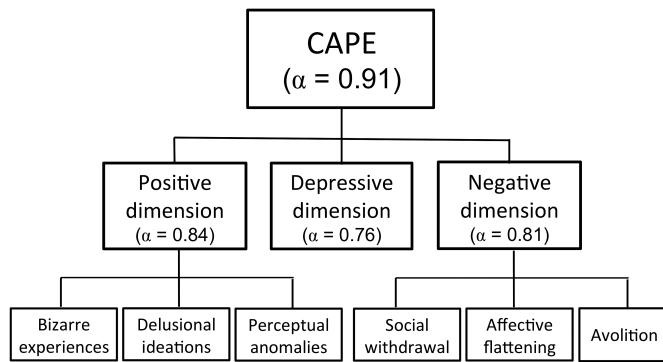 CAPE
(α = 0.91)
Positive
dimension
(α = 0.84)
Depressive
dimension
(α = 0.76)
Negative
dimension
(α = 0.81)
Bizarre
experiences
Delusional
ideations
Perceptual
anomalies
Social
withdrawal
Affective
flattening
Avolition